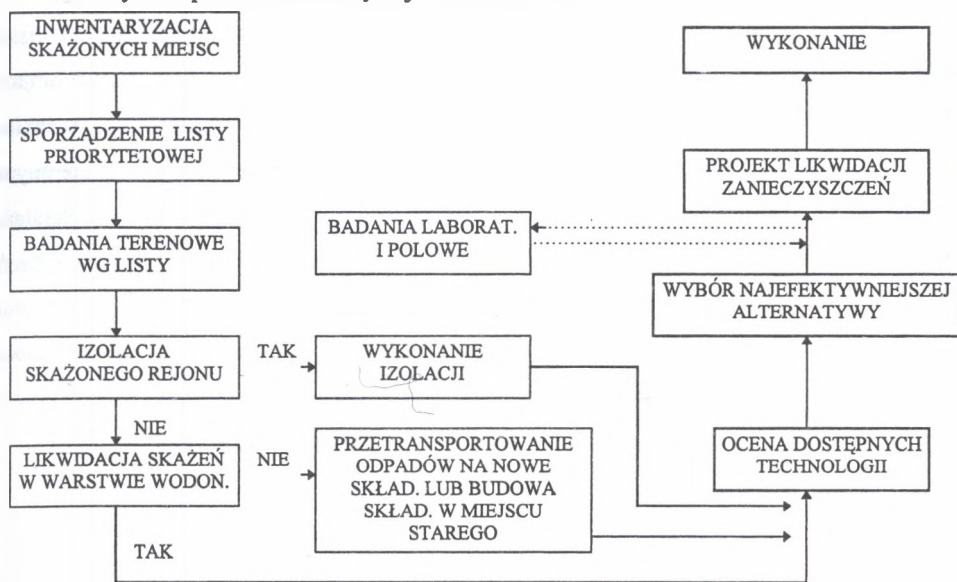 INWENTARYZACJA
SKAŻONYCH MIEJSC
SPORZĄDZENIE LISTY
PRIORYTETOWEJ
BADANIA TERENOWE
WG LISTY
IZOLACJA
SKAŻONEGO REJONU
TAK
WYKONANIE
IZOLACJI
NIE
LIKWIDACJA SKAŻEŃ
W WARSTWIE WODON.
NIE
PRZETRANSPORTOWANIE
ODPADÓW NA NOWE
SKŁAD. LUB BUDOWA
SKŁAD. W MIEJSCU
STAREGO
TAK
OCENA DOSTĘPNYCH
TECHNOLOGII
WYBÓR NAJEFEKTYWNIEJSZEJ
ALTERNATYWY
BADANIA LABORAT.
I POLOWE
PROJEKT LIKWIDACJI
ZANIECZYSZCZEŃ
WYKONANIE